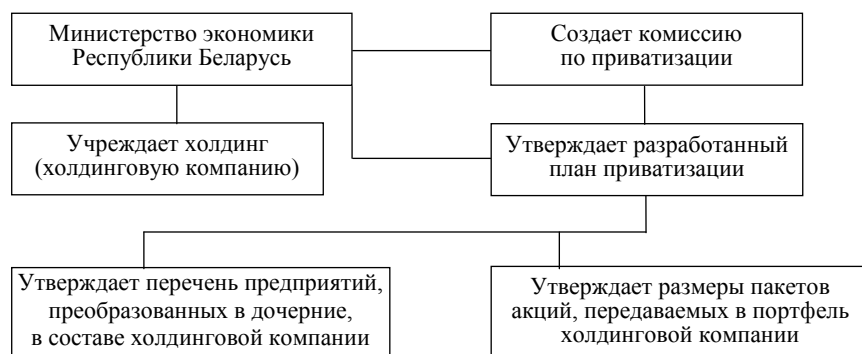 Министерство экономики
Республики Беларусь
Создает комиссию
по приватизации
Учреждает холдинг
(холдинговую компанию)
Утверждает разработанный
план приватизации
Утверждает перечень предприятий,
преобразованных в дочерние,
в составе холдинговой компании
Утверждает размеры пакетов
акций, передаваемых в портфель
холдинговой компании